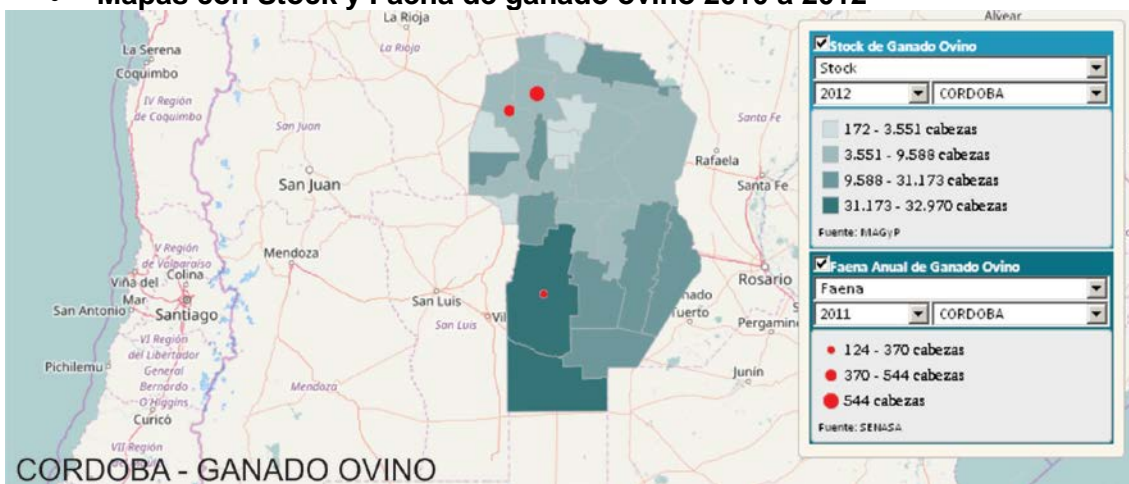 • Mapas con Stock y Faena de ganado ovino 2010 a 2012
La Rioja
Alvear
La Serena
Coquimbo
La Rioja
IV Región
de Coquimbo
San Juan
Santa Fe
Rafaela
San Juan
Santa Fe
V Región
de Valparaíso
Mendoza
Viña del
Mar
Colina
Rosario
San Antonio
Santiago
San Luis
San Luis
Vil
nado
uerto
Pergamin
VI Región
del Libertador
General
Bernardo
O'Higgins
Pichilemu
Mendoza
Junín
Curicó
VII Región
CORDOBA - GANADO OVINO
Stock de Ganado Ovino
Stock
2012 CORDOBA
172 - 3.551 cabezas
3.551 - 9.588 cabezas
9.588 - 31.173 cabezas
31.173 - 32.970 cabezas
Fuente: MAGyP
Faena Anual de Ganado Ovino
Faena
2011 CORDOBA
124 - 370 cabezas
370 - 544 cabezas
544 cabezas
Fuente: SENASA